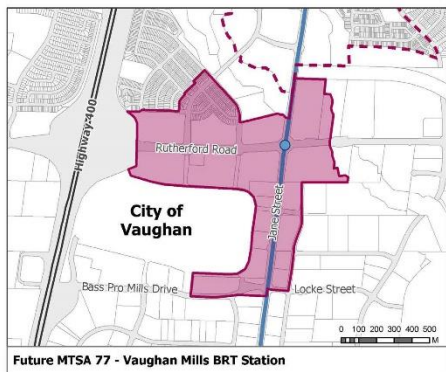 Highway 400
Rutherford Road
Jane Street
City of
Vaughan
Bass Pro Mills Drive
Locke Street
0 100 200 300 400 500
M
Future MTSA 77 - Vaughan Mills BRT Station